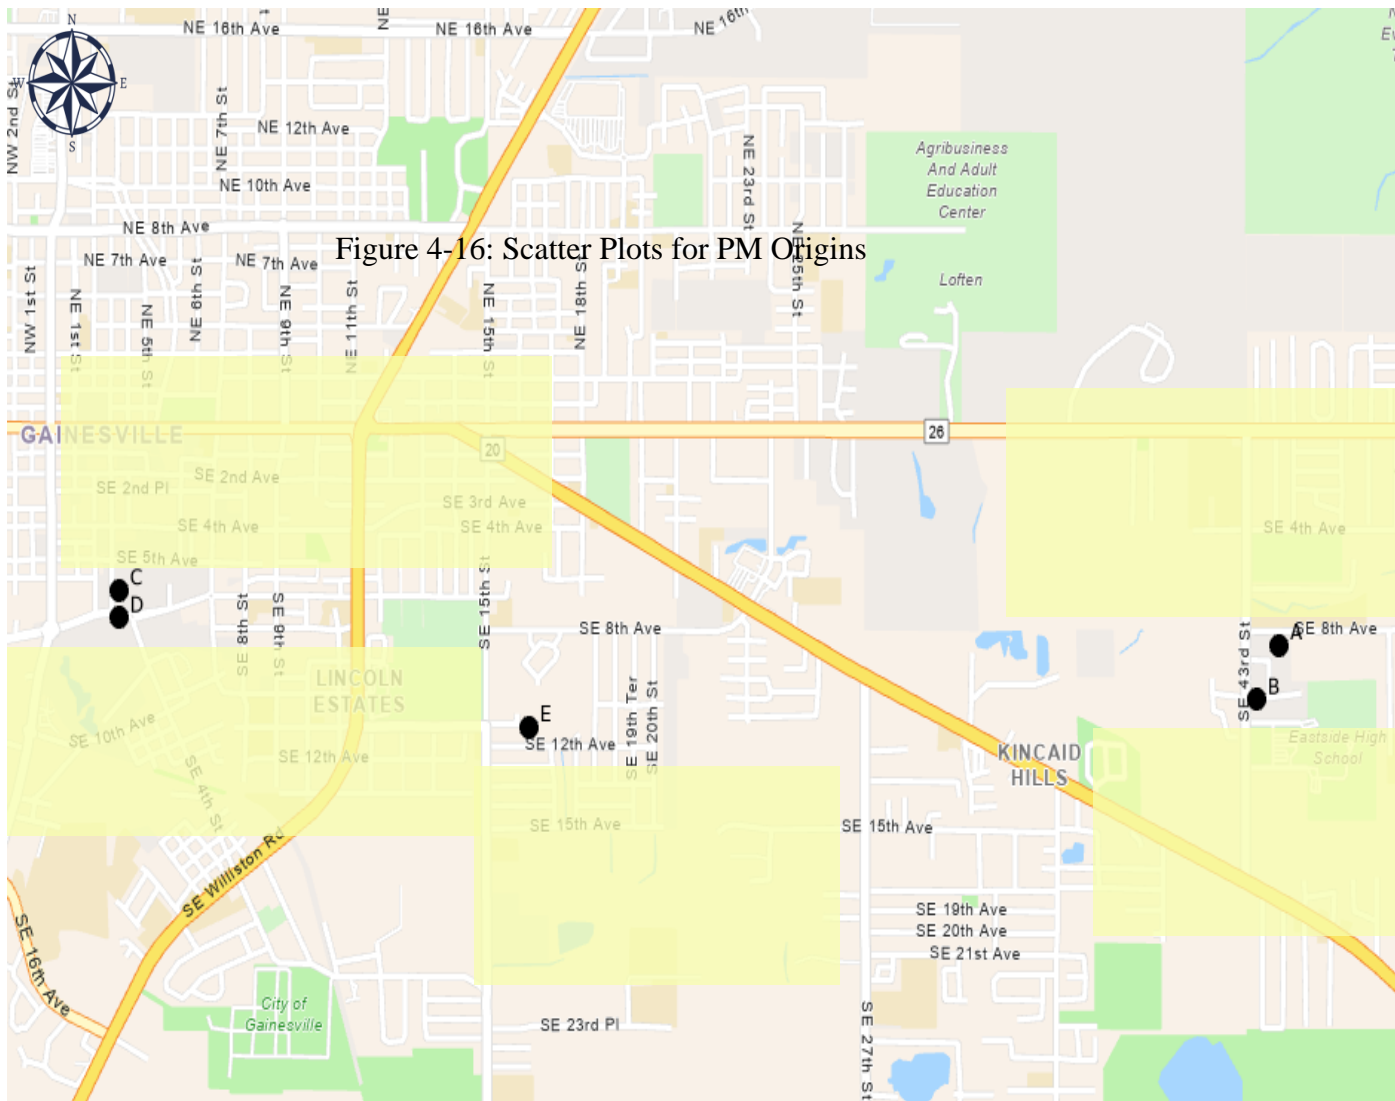 N
W
E
S
NE 16th Ave
NE
NE 16th Ave
NE 16th
NW 2nd St
NE 7th St
NE 12th Ave
NE 10th Ave
NE 23rd St
Agribusiness
And Adult
Education
Center
NE 8th Ave
Figure 4-16: Scatter Plots for PM Origins
NE 7th Ave
NE 7th Ave
NW 1st St
NE 1st St
NE 5th St
NE 6th St
NE 9th St
NE 11th St
NE 15th St
NE 18th St
NE 25th St
Loften
GAINESVILLE
26
20
SE 2nd Ave
SE 2nd Pl
SE 3rd Ave
SE 4th Ave
SE 4th Ave
SE 4th Ave
SE 5th Ave
C
D
SE 8th St
SE 9th St
SE 15th St
SE 8th Ave
A
SE 8th Ave
SE 43rd St
B
LINCOLN
ESTATES
SE 19th Ter
SE 20th St
E
SE 10th Ave
SE 12th Ave
SE 12th Ave
Eastside High
School
KINCAID
HILLS
SE 4th St
SE 15th Ave
SE 15th Ave
SE Williston Rd
SE 16th Ave
SE 19th Ave
SE 20th Ave
SE 21st Ave
City of
Gainesville
SE 23rd Pl
SE 27th St